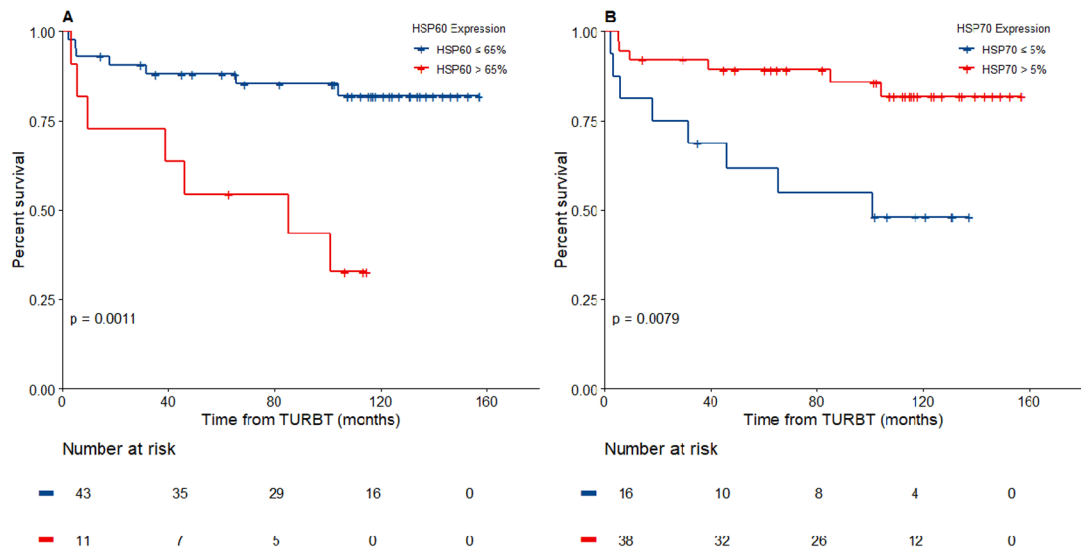 A
HSP60 Expression
HSP60 ≤ 65%
HSP60 > 65%
1.00
0.75
0.50
0.25
0.00
Percent survival
p = 0.0011
0 40 80 120 160
Time from TURBT (months)
Number at risk
43 35 29 16 0
11 7 5 0 0
B
HSP70 Expression
HSP70 ≤ 5%
HSP70 > 5%
1.00
0.75
0.50
0.25
0.00
Percent survival
p = 0.0079
0 40 80 120 160
Time from TURBT (months)
Number at risk
16 10 8 4 0
38 32 26 12 0